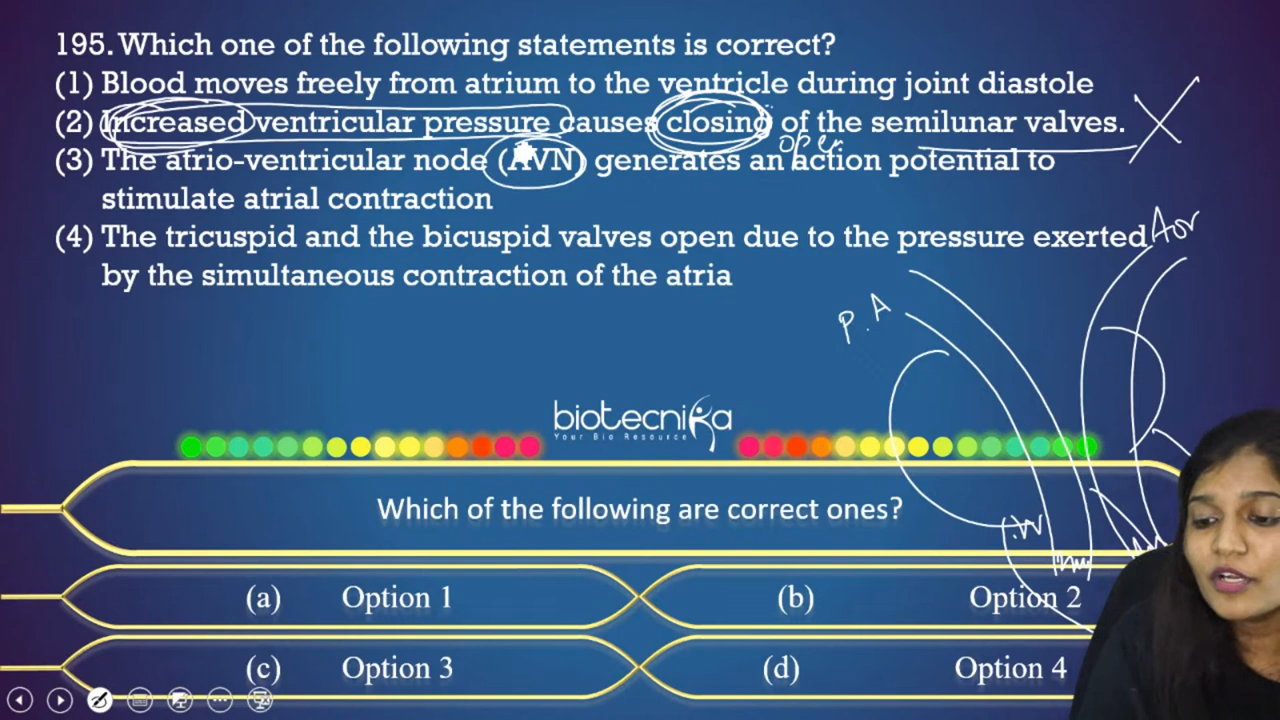 195. Which one of the following statements is correct?
(1) Blood moves freely from atrium to the ventricle during joint diastole
(2) Increased ventricular pressure causes closing of the semilunar valves.
open
(3) The atrio-ventricular node (AVN) generates an action potential to
stimulate atrial contraction
(4) The tricuspid and the bicuspid valves open due to the pressure exerted
by the simultaneous contraction of the atria
Aor
P.A
biotecnika
Your Bio Resource
Which of the following are correct ones?
(a) Option 1
(b) Option 2
(c) Option 3
(d) Option 4